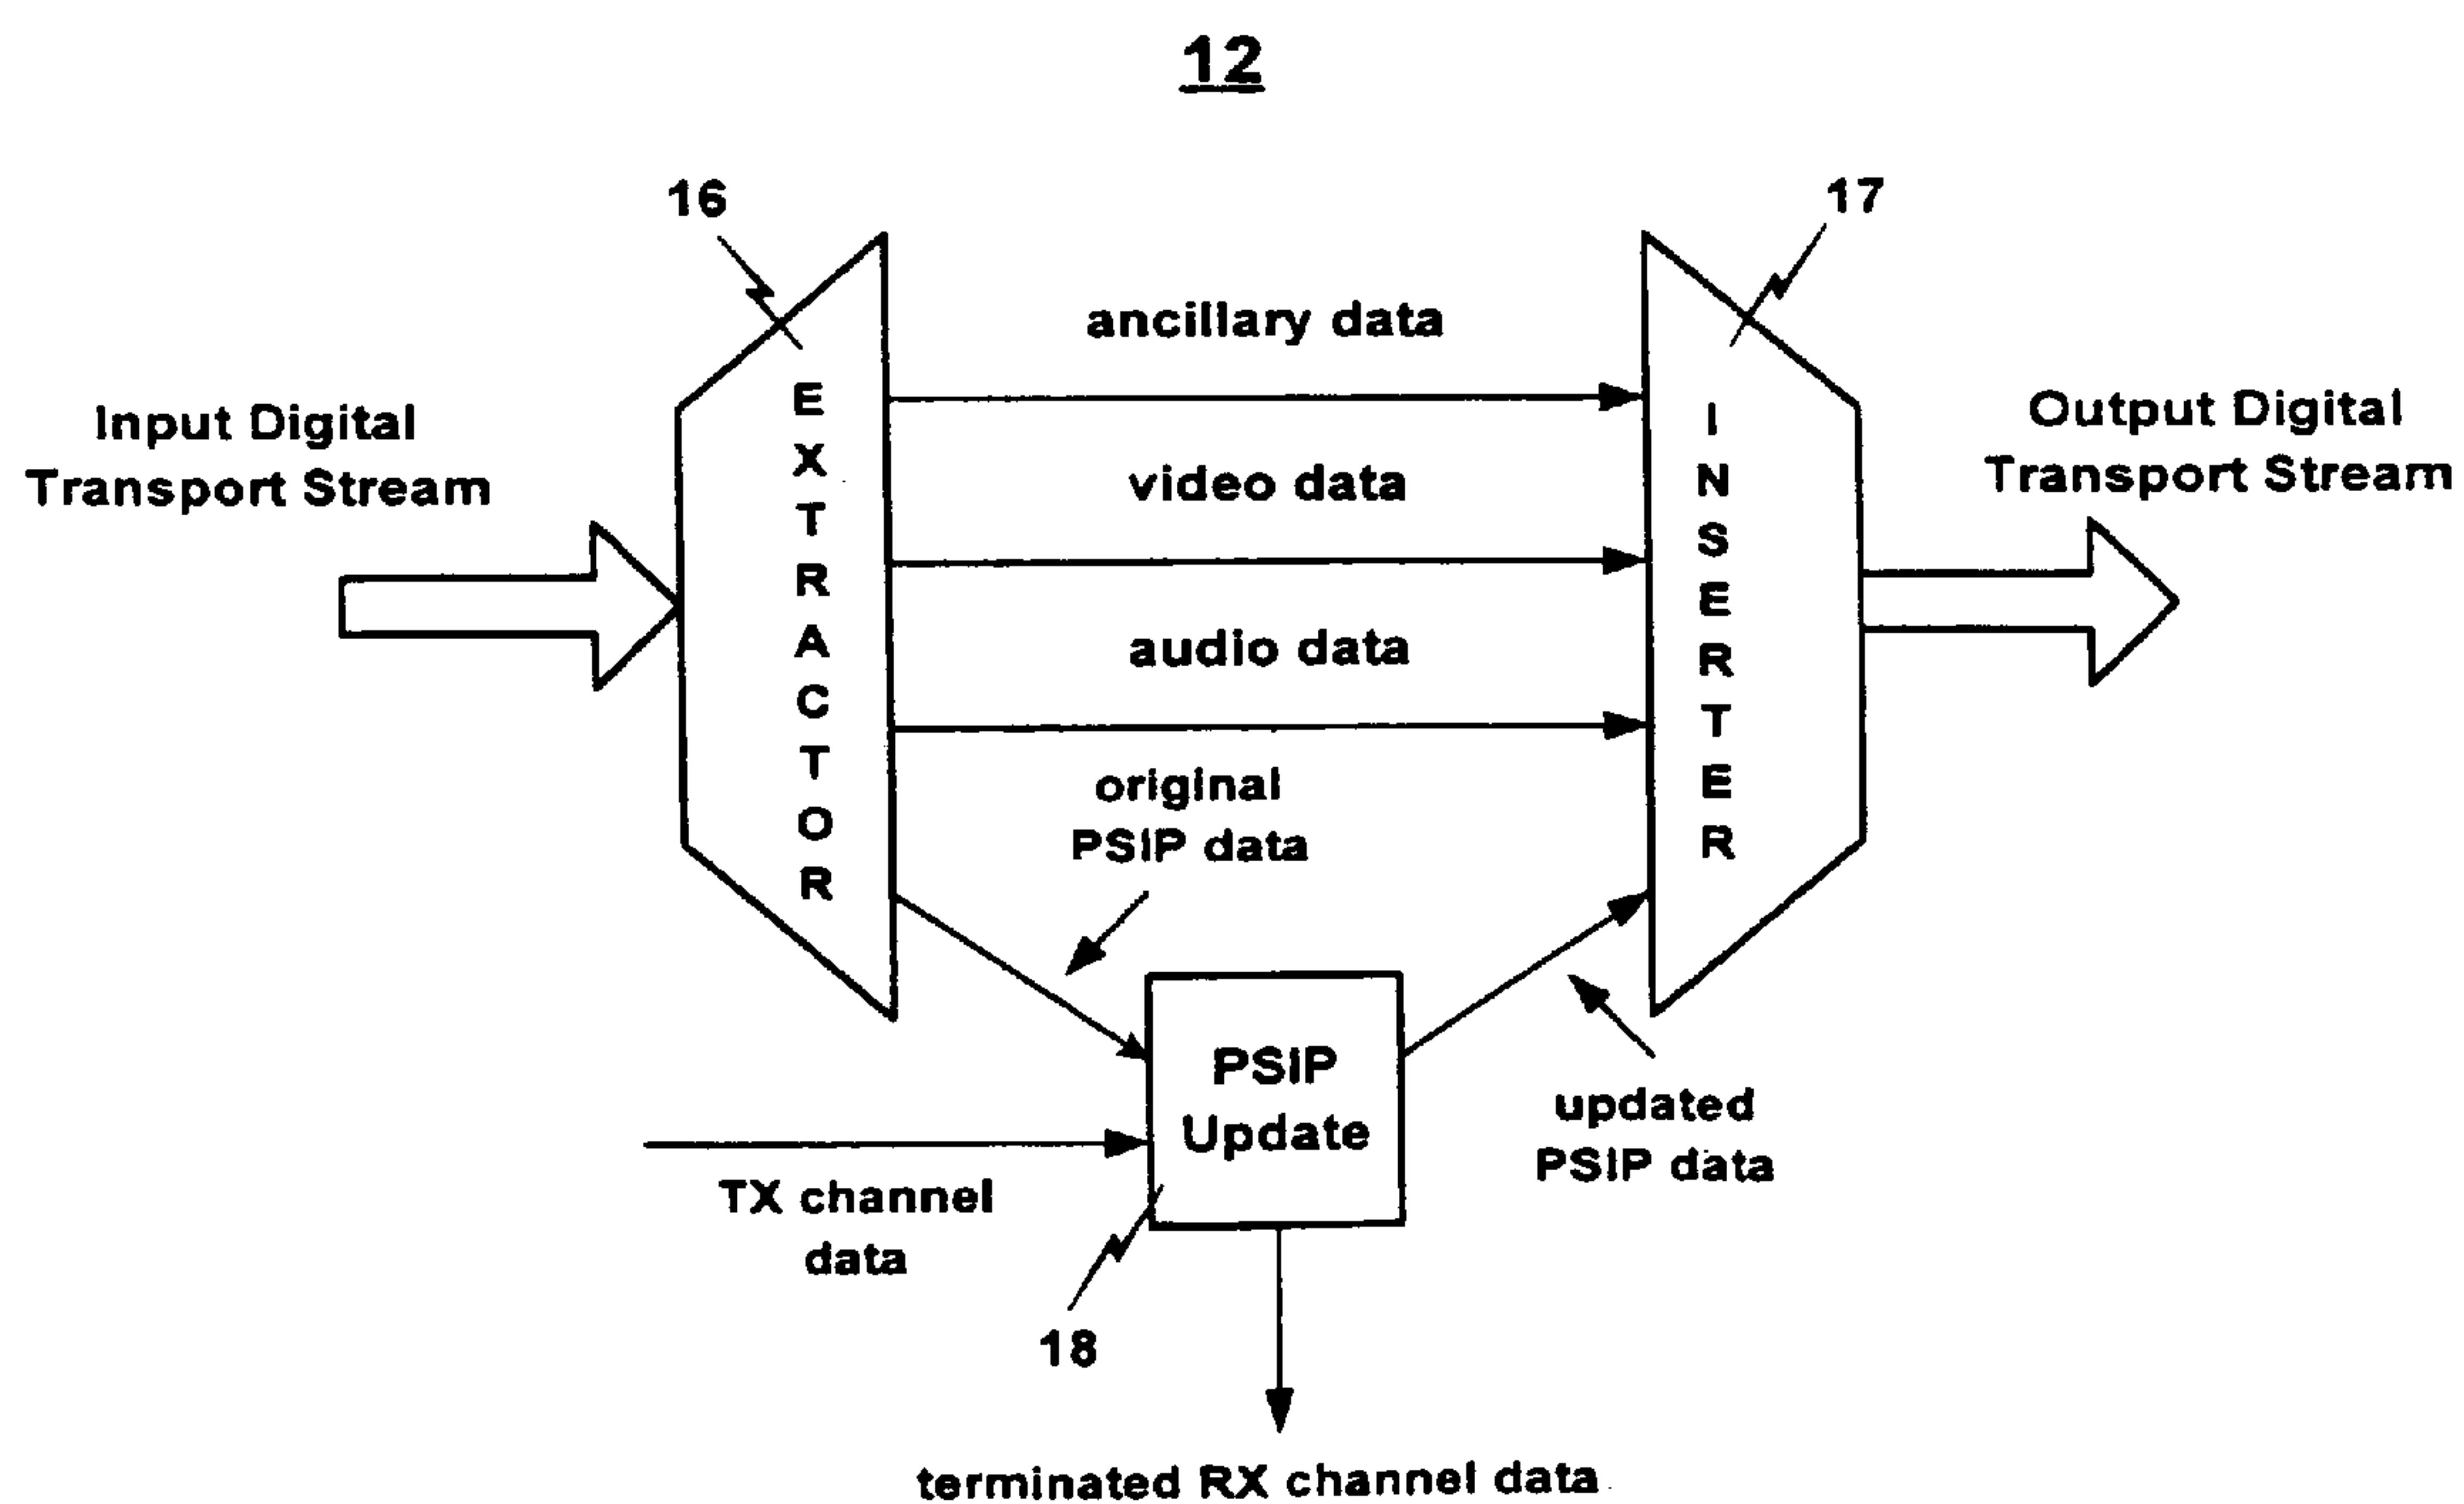 12
16
17
ancillary data
Input Digital
Transport Stream
EXTRACTOR
video data
audio data
original
PSIP data
INSERTER
Output Digital
Transport Stream
PSIP
Update
updated
PSIP data
TX channel
data
18
terminated RX channel data